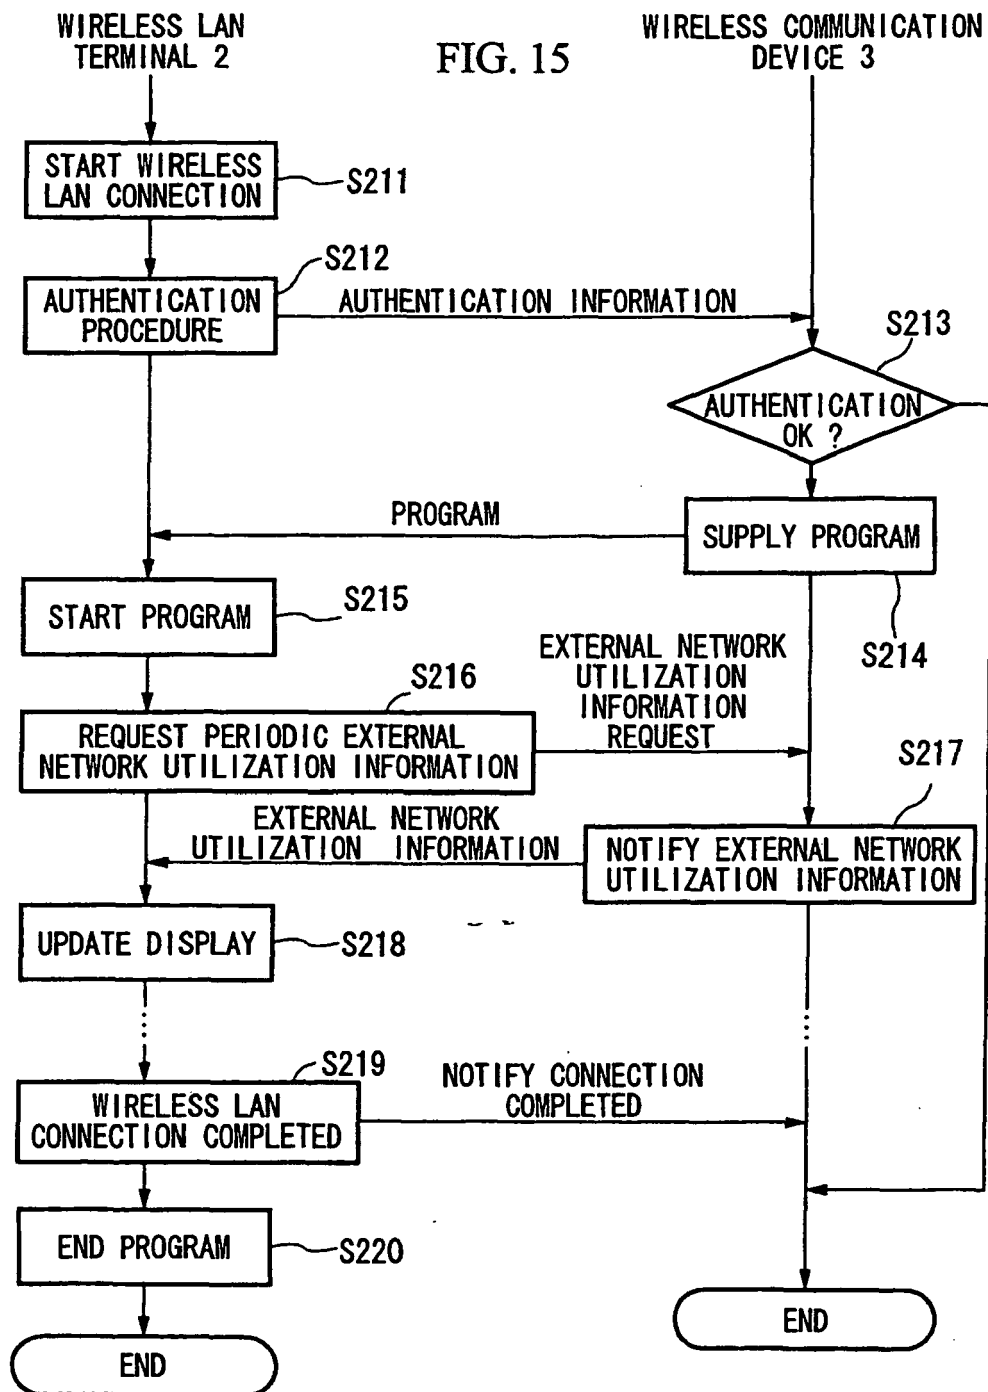 WIRELESS LAN
TERMINAL 2
FIG. 15
WIRELESS COMMUNICATION
DEVICE 3
START WIRELESS
LAN CONNECTION
S211
S212
AUTHENTICATION
PROCEDURE
AUTHENTICATION INFORMATION
S213
AUTHENTICATION
OK ?
PROGRAM
SUPPLY PROGRAM
S214
START PROGRAM
S215
EXTERNAL NETWORK
UTILIZATION
INFORMATION
REQUEST
S216
REQUEST PERIODIC EXTERNAL
NETWORK UTILIZATION INFORMATION
S217
EXTERNAL NETWORK
UTILIZATION INFORMATION
NOTIFY EXTERNAL NETWORK
UTILIZATION INFORMATION
UPDATE DISPLAY
S218
S219
WIRELESS LAN
CONNECTION COMPLETED
NOTIFY CONNECTION
COMPLETED
END PROGRAM
S220
END
END